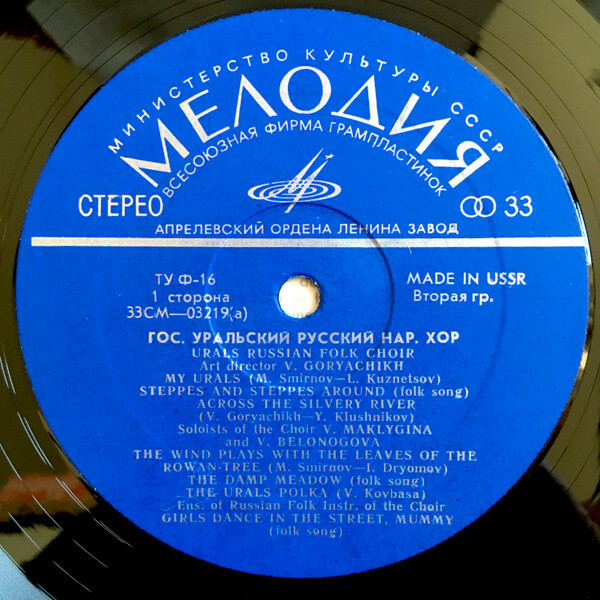 МИНИСТЕРСТВО КУЛЬТУРЫ СССР
МЕЛОДИЯ
ВСЕСОЮЗНАЯ ФИРМА ГРАМПЛАСТИНОК
СТЕРЕО
33
АПРЕЛЕВСКИЙ ОРДЕНА ЛЕНИНА ЗАВОД
ТУ Ф-16
MADE IN USSR
1 сторона
Вторая гр.
33СМ—03219(а)
ГОС. УРАЛЬСКИЙ РУССКИЙ НАР. ХОР
URALS RUSSIAN FOLK CHOIR
Art director V. GORYACHIKH
MY URALS (M. Smirnov—L. Kuznetsov)
STEPPES AND STEPPES AROUND (folk song)
ACROSS THE SILVERY RIVER
(V. Goryachikh—Y. Klushnikov)
Soloists of the Choir V. MAKLYGINA
and V. BELONOGOVA
THE WIND PLAYS WITH THE LEAVES OF THE
ROWAN-TREE (M. Smirnov—I. Dryomov)
THE DAMP MEADOW (folk song)
THE URALS POLKA (V. Kovbasa)
Ens. of Russian Folk Instr. of the Choir
GIRLS DANCE IN THE STREET, MUMMY
(folk song)